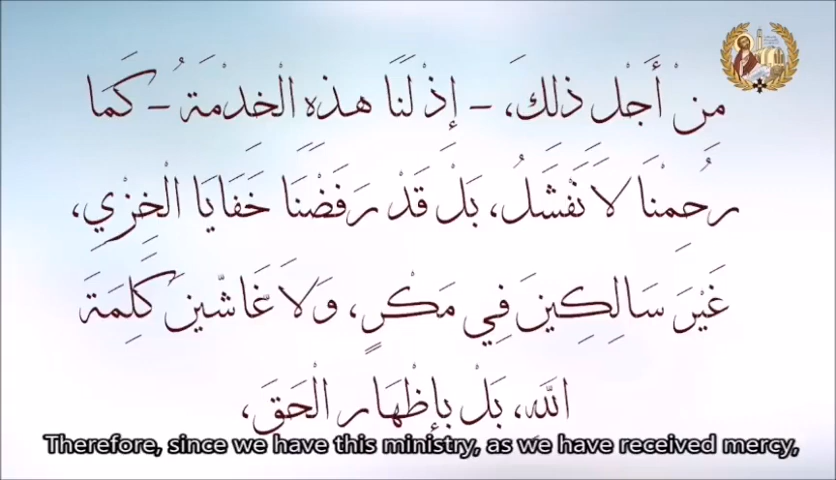 مِنْ أَجْلِ ذلِكَ، - إِذْ لَنَا هذِهِ الْخِدْمَةُ - كَمَا
رُحِمْنَا لاَ نَفْشَلُ، بَلْ قَدْ رَفَضْنَا خَفَايَا الْخِزْيِ،
غَيْرَ سَالِكِينَ فِي مَكْرٍ، وَلاَ غَاشِّينَ كَلِمَةَ
اللهِ، بَلْ بِإِظْهَارِ الْحَقِّ،
Therefore, since we have this ministry, as we have received mercy,